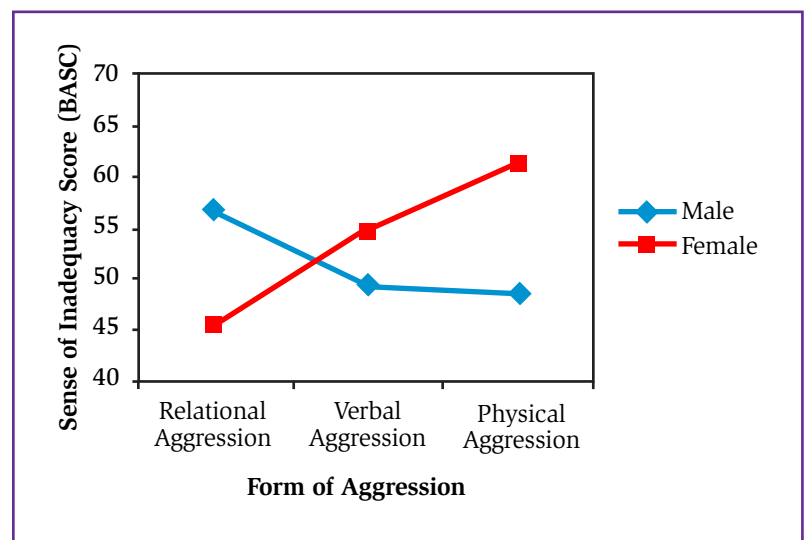 Sense of Inadequacy Score (BASC)
70
65
60
55
50
45
40
Relational
Aggression
Verbal
Aggression
Physical
Aggression
Form of Aggression
Male
Female